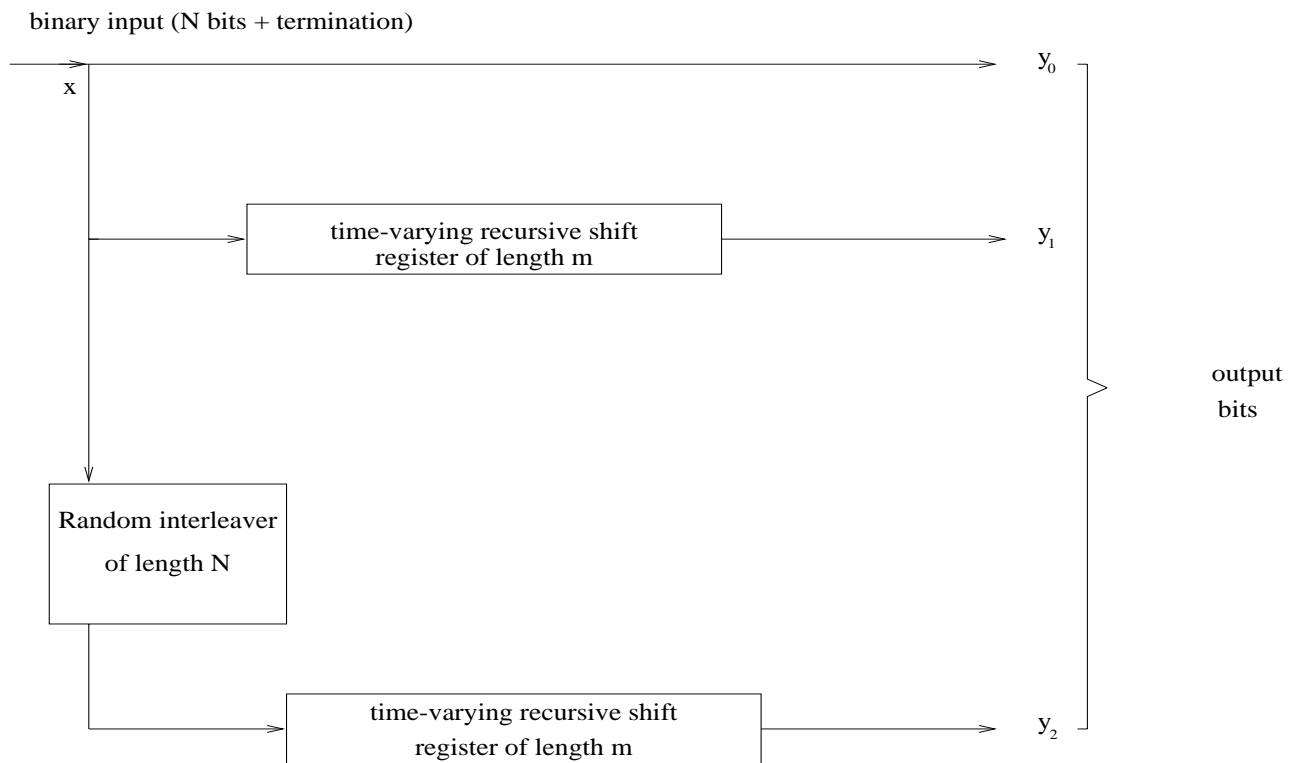 binary input (N bits + termination)
x
y0
time-varying recursive shift
register of length m
y1
output
bits
Random interleaver
of length N
time-varying recursive shift
register of length m
y2